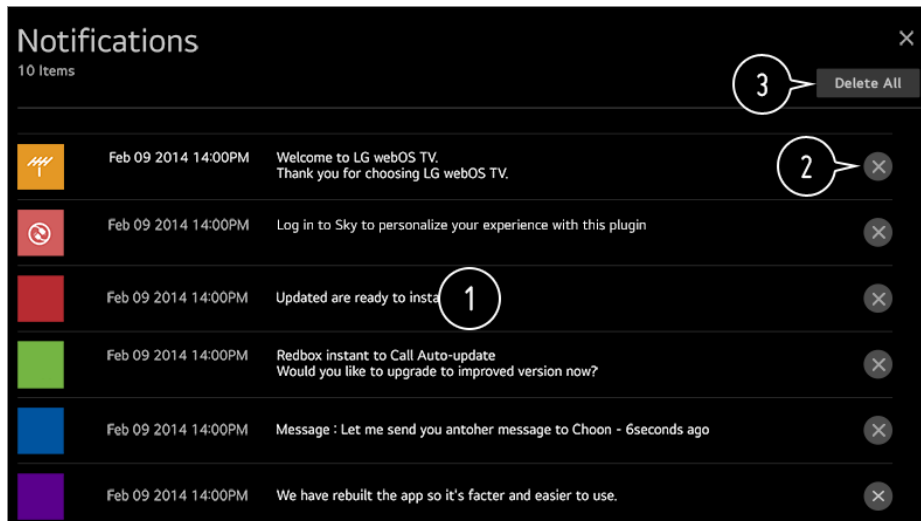 Notifications
10 Items
3
Delete All
Feb 09 2014 14:00PM
Welcome to LG webOS TV.
Thank you for choosing LG webOS TV.
2
Feb 09 2014 14:00PM
Log in to Sky to personalize your experience with this plugin
Feb 09 2014 14:00PM
Updated are ready to insta
1
Feb 09 2014 14:00PM
Redbox instant to Call Auto-update
Would you like to upgrade to improved version now?
Feb 09 2014 14:00PM
Message : Let me send you antoher message to Choon - 6seconds ago
Feb 09 2014 14:00PM
We have rebuilt the app so it's facter and easier to use.